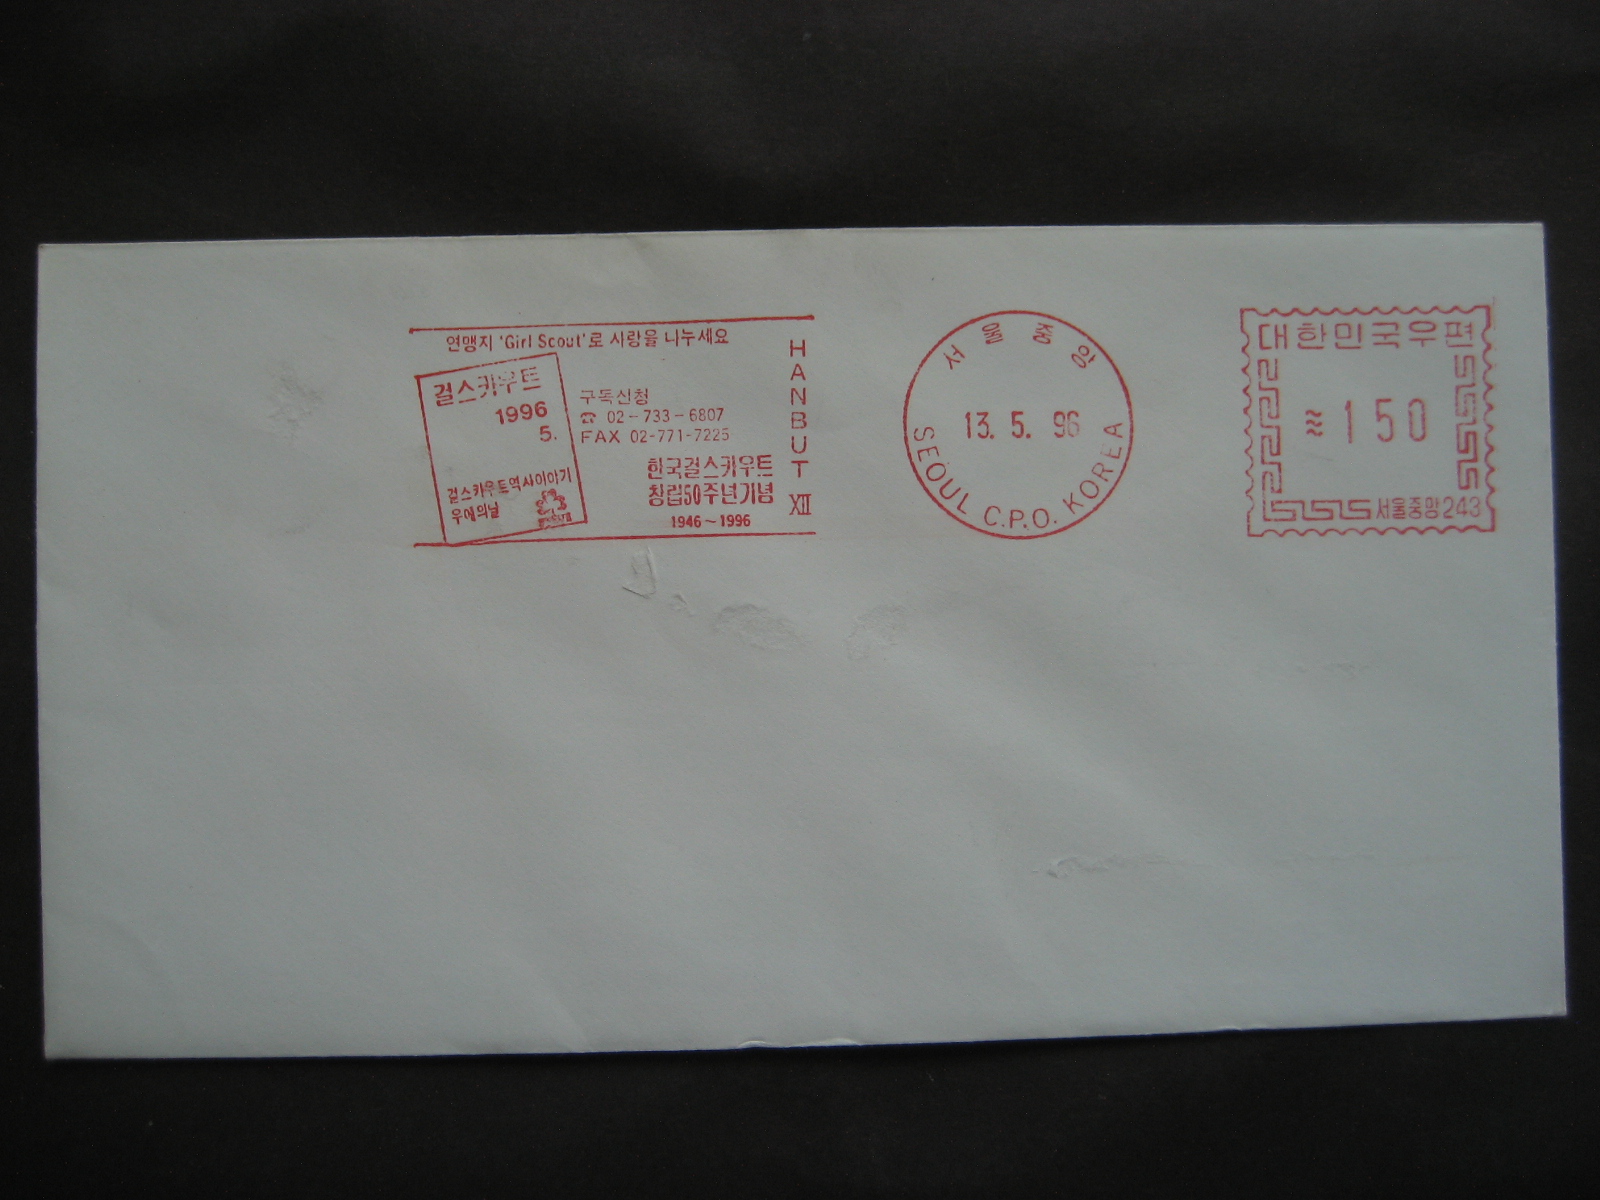 연맹지 'Girl Scout'로 사랑을 나누세요
걸스카우트
1996
5.
걸스카우트역사이야기
우애의날
구독신청
☎ 02-733-6807
FAX 02-771-7225
한국걸스카우트
창립50주년기념
1946~1996
HANBUT XII
서울중앙
13. 5. 96
SEOUL C.P.O. KOREA
대한민국우편
≈150
서울중앙243